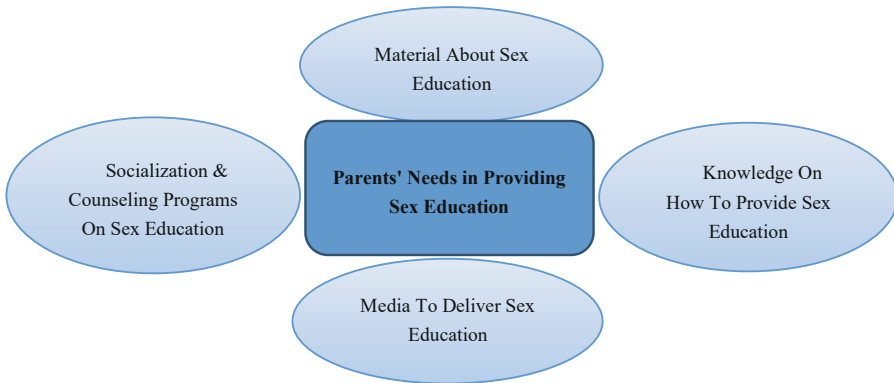 Material About Sex
Education
Socialization &
Counseling Programs
On Sex Education
Parents' Needs in Providing
Sex Education
Knowledge On
How To Provide Sex
Education
Media To Deliver Sex
Education